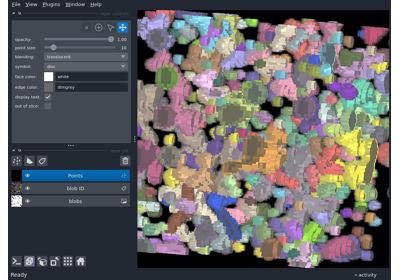 File View Plugins Window Help
opacity: 1.00
point size: 10
blending: translucent
symbol: disc
face color: white
edge color: dimgrey
display text:
out of slice:
Points
blob ID
blobs
Ready
activity